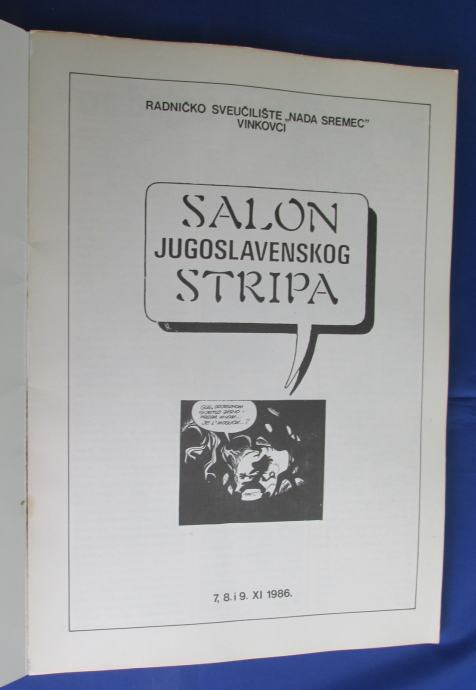 RADNIČKO SVEUČILIŠTE „NADA SREMEC”
VINKOVCI
SALON
JUGOSLAVENSKOG
STRIPA
7, 8. i 9. XI 1986.